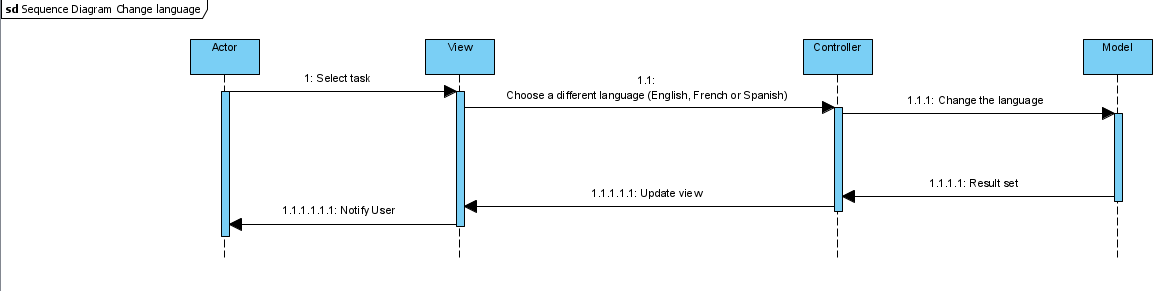 sd Sequence Diagram Change language
Actor
View
Controller
Model
1: Select task
1.1:
Choose a different language (English, French or Spanish)
1.1.1: Change the language
1.1.1.1: Result set
1.1.1.1.1: Update view
1.1.1.1.1.1: Notify User